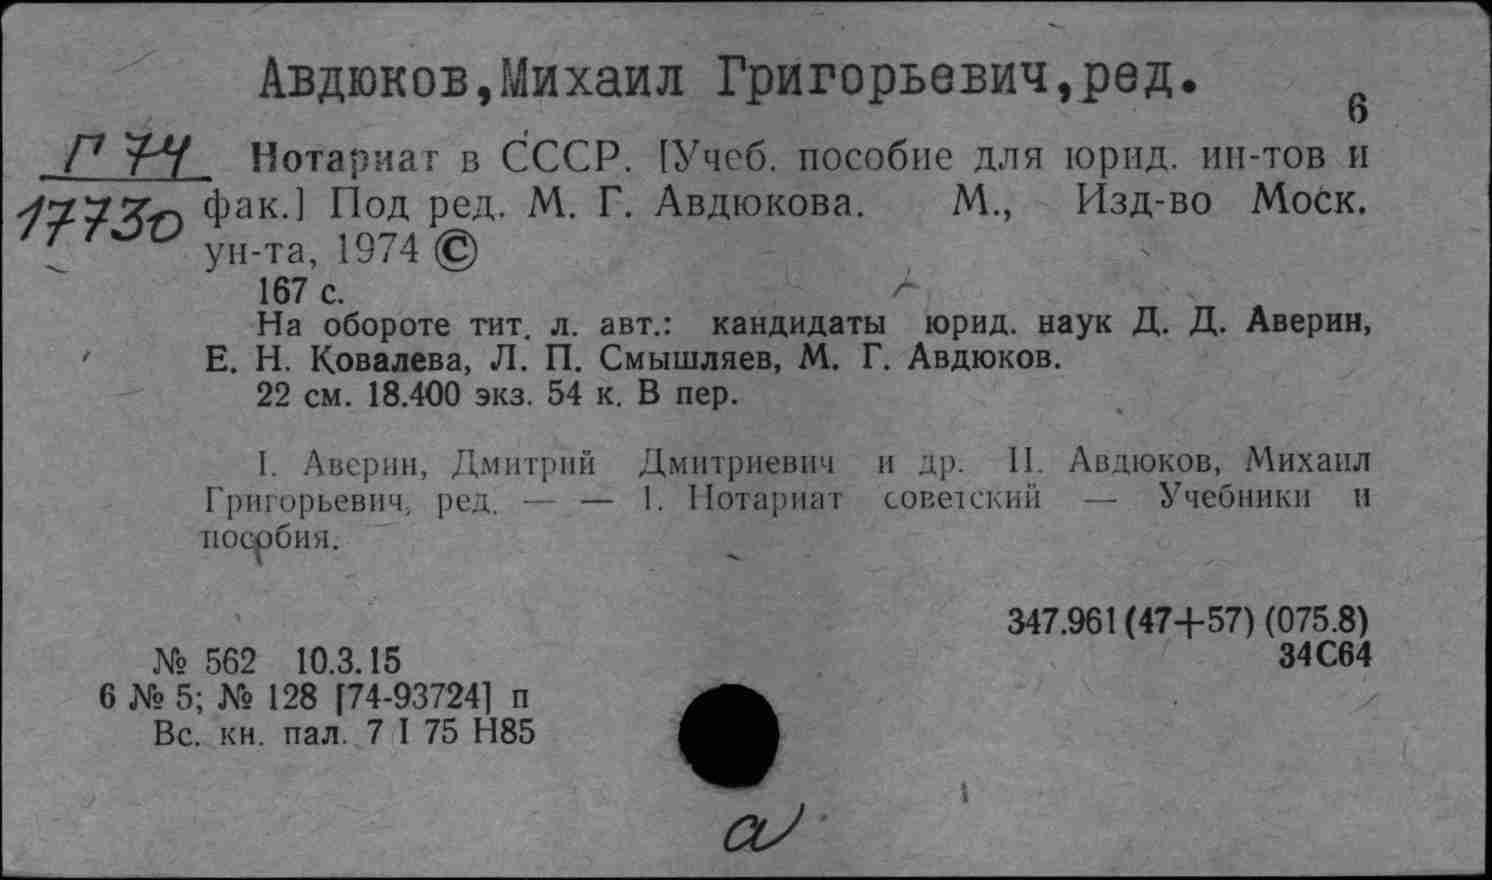 Авдюков,Михаил Григорьевич,ред.
6
Г 74
17730
Нотариат в СССР. [Учеб. пособие для юрид. ин-тов и
фак.] Под ред. М. Г. Авдюкова. М., Изд-во Моск.
ун-та, 1974 ©
167 с.
На обороте тит. л. авт.: кандидаты юрид. наук Д. Д. Аверин,
Е. Н. Ковалева, Л. П. Смышляев, М. Г. Авдюков.
22 см. 18.400 экз. 54 к. В пер.
I. Аверин, Дмитрий Дмитриевич и др. II. Авдюков, Михаил
Григорьевич, ред. — — 1. Нотариат советский — Учебники и
пособия.
347.961(47+57)(075.8)
34С64
№ 562 10.3.15
6 № 5; № 128 [74-93724] п
Вс. кн. пал. 7 I 75 Н85